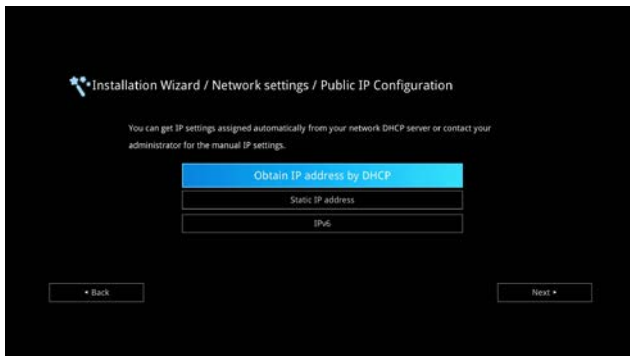 Installation Wizard / Network settings / Public IP Configuration
You can get IP settings assigned automatically from your network DHCP server or contact your
administrator for the manual IP settings.
Obtain IP address by DHCP
Static IP address
IPv6
Back
Next